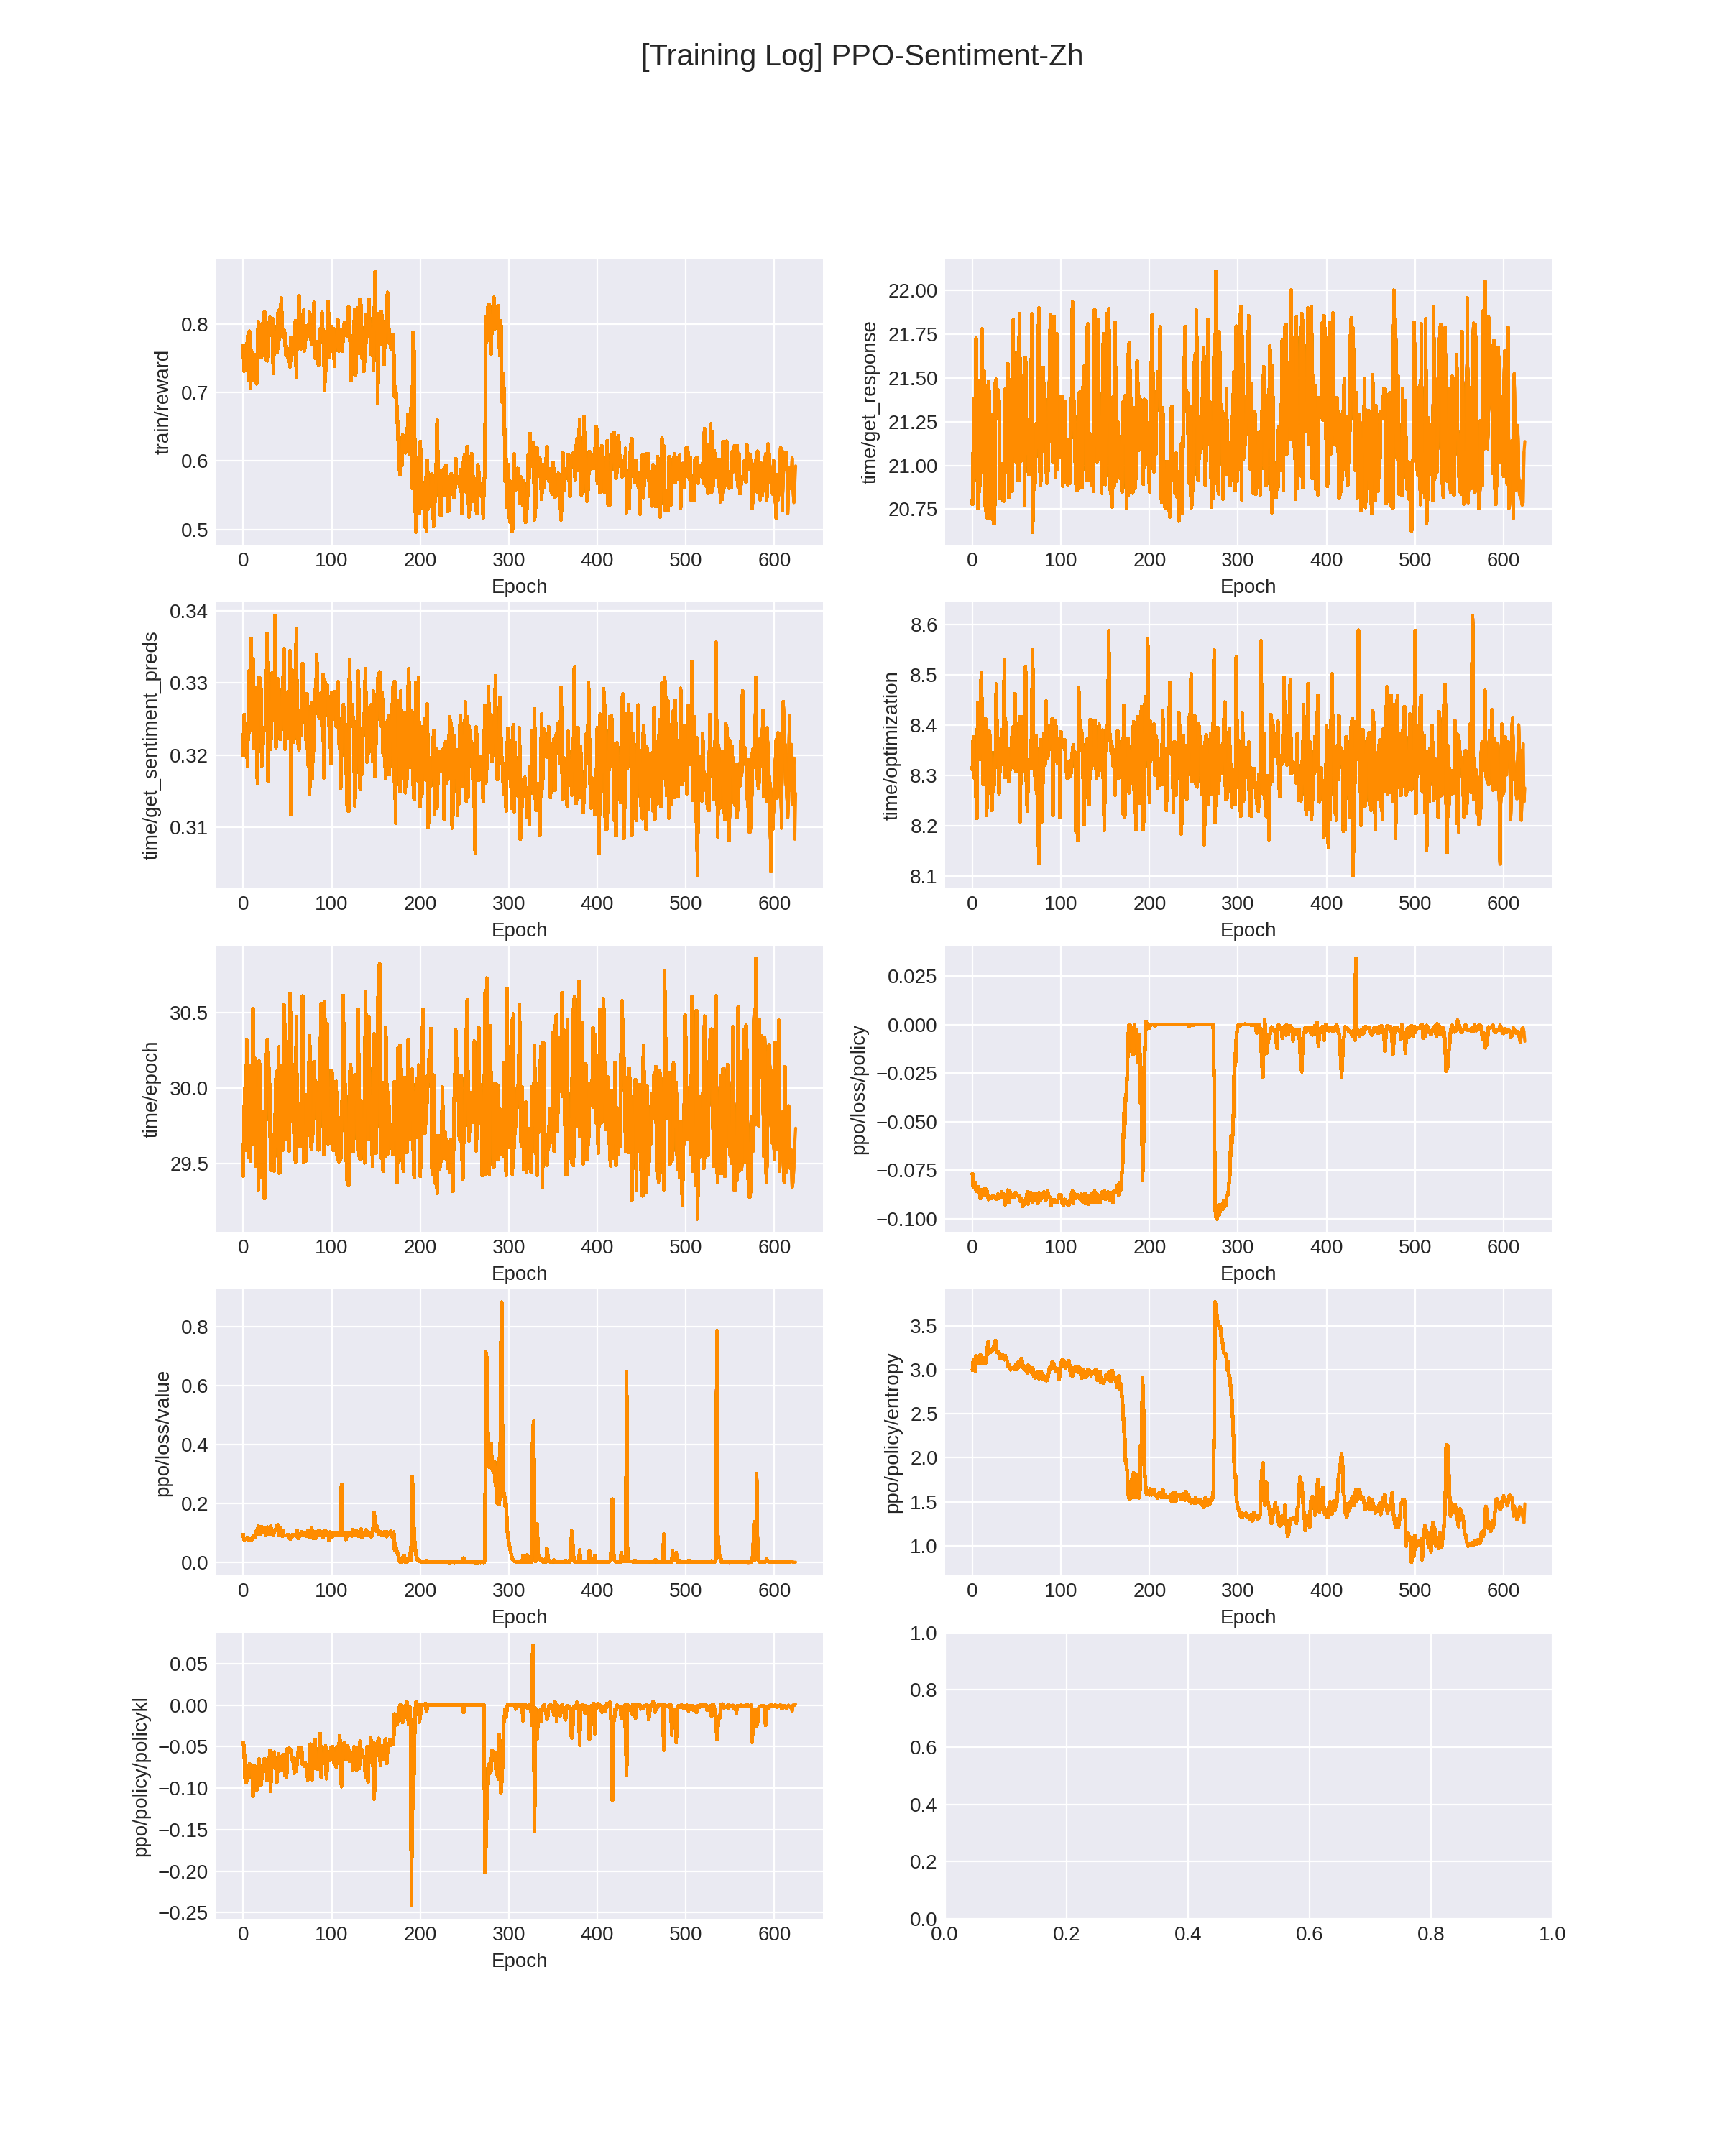 [Training Log] PPO-Sentiment-Zh
train/reward
0.8
0.7
0.6
0.5
0 100 200 300 400 500 600
Epoch
time/get_response
22.00
21.75
21.50
21.25
21.00
20.75
0 100 200 300 400 500 600
Epoch
time/get_sentiment_preds
0.34
0.33
0.32
0.31
0 100 200 300 400 500 600
Epoch
time/optimization
8.6
8.5
8.4
8.3
8.2
8.1
0 100 200 300 400 500 600
Epoch
time/epoch
30.5
30.0
29.5
0 100 200 300 400 500 600
Epoch
ppo/loss/policy
0.025
0.000
−0.025
−0.050
−0.075
−0.100
0 100 200 300 400 500 600
Epoch
ppo/loss/value
0.8
0.6
0.4
0.2
0.0
0 100 200 300 400 500 600
Epoch
ppo/policy/entropy
3.5
3.0
2.5
2.0
1.5
1.0
0 100 200 300 400 500 600
Epoch
ppo/policy/policykl
0.05
0.00
−0.05
−0.10
−0.15
−0.20
−0.25
0 100 200 300 400 500 600
Epoch
1.0
0.8
0.6
0.4
0.2
0.0
0.0 0.2 0.4 0.6 0.8 1.0